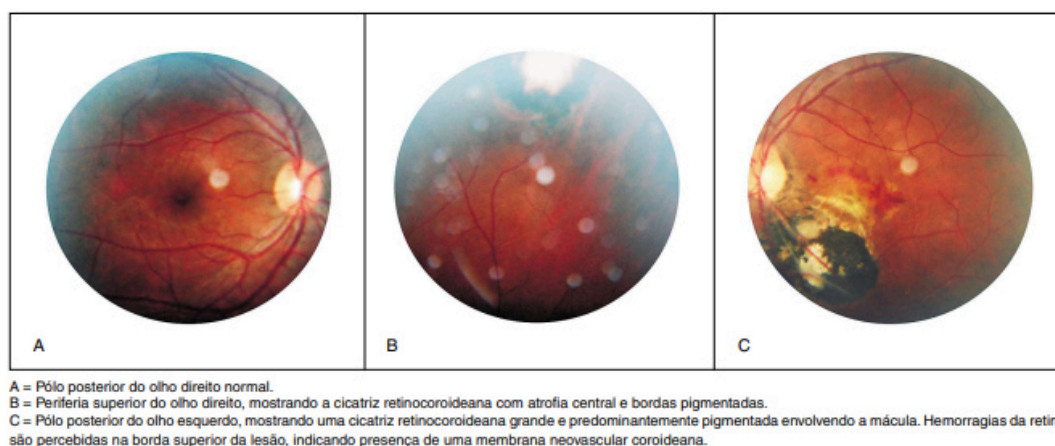 A
B
C
A = Pólo posterior do olho direito normal.
B = Periferia superior do olho direito, mostrando a cicatriz retinocoroideana com atrofia central e bordas pigmentadas.
C = Pólo posterior do olho esquerdo, mostrando uma cicatriz retinocoroideana grande e predominantemente pigmentada envolvendo a mácula. Hemorragias da retin
são percebidas na borda superior da lesão, indicando presença de uma membrana neovascular coroideana.